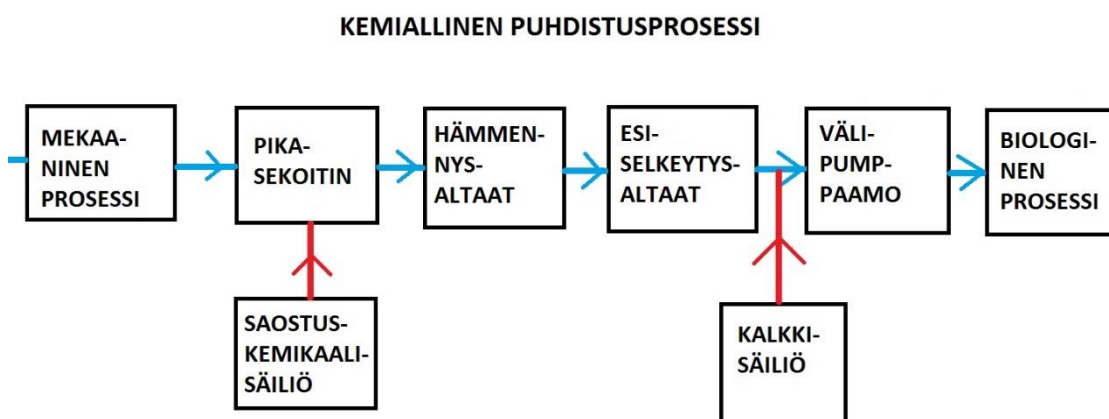 KEMIALLINEN PUHDISTUSPROSESSI
MEKAA-
NINEN
PROSESSI
PIKA-
SEKOITIN
HÄMMEN-
NYS-
ALTAAT
ESI-
SELKEYTYS-
ALTAAT
VÄLI-
PUMP-
PAAMO
BIOLOGI-
NEN
PROSESSI
SAOSTUS-
KEMIKAALI-
SÄILIÖ
KALKKI-
SÄILIÖ